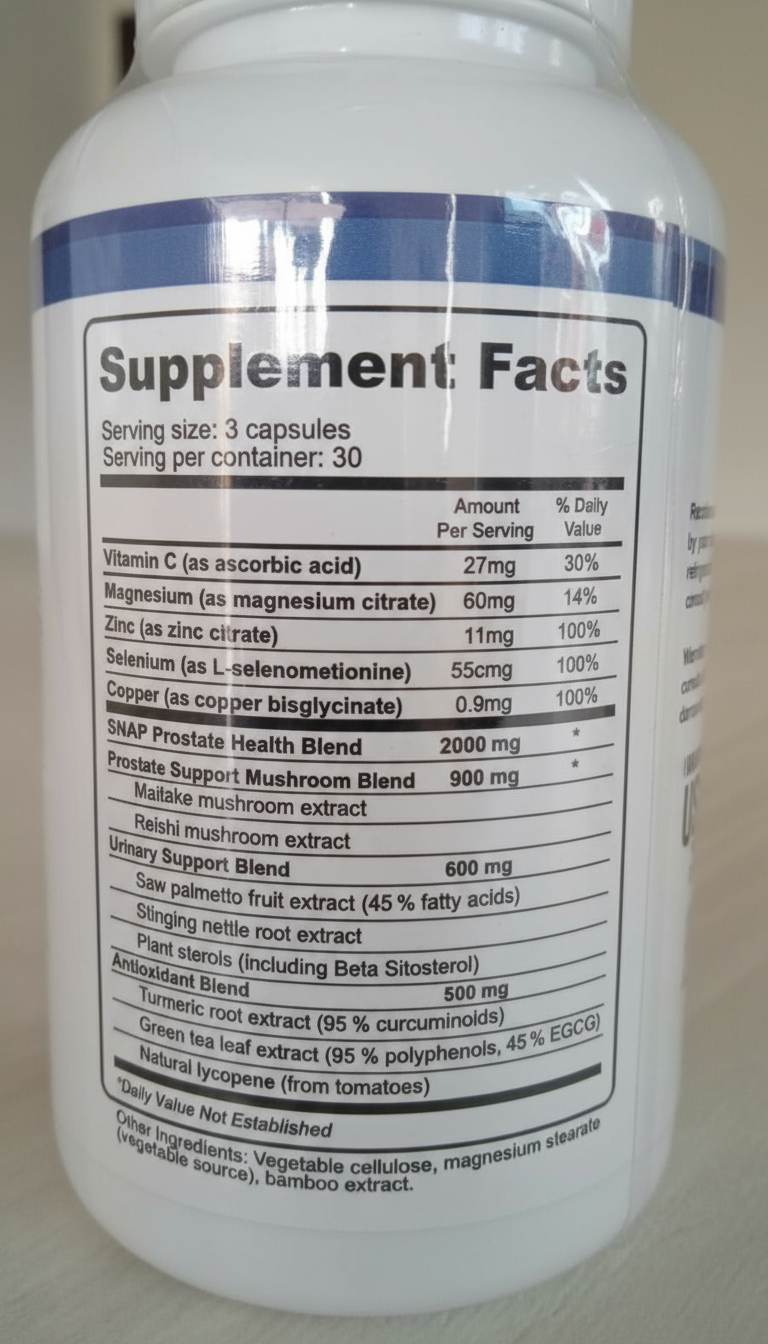 Supplement Facts
Serving size: 3 capsules
Serving per container: 30
Amount Per Serving % Daily Value
Vitamin C (as ascorbic acid) 27mg 30%
Magnesium (as magnesium citrate) 60mg 14%
Zinc (as zinc citrate) 11mg 100%
Selenium (as L-selenometionine) 55cmg 100%
Copper (as copper bisglycinate) 0.9mg 100%
SNAP Prostate Health Blend 2000 mg *
Prostate Support Mushroom Blend 900 mg *
Maitake mushroom extract
Reishi mushroom extract
Urinary Support Blend 600 mg
Saw palmetto fruit extract (45 % fatty acids)
Stinging nettle root extract
Plant sterols (including Beta Sitosterol)
Antioxidant Blend 500 mg
Turmeric root extract (95 % curcuminoids)
Green tea leaf extract (95 % polyphenols, 45 % EGCG)
Natural lycopene (from tomatoes)
*Daily Value Not Established
Other Ingredients: Vegetable cellulose, magnesium stearate
(vegetable source), bamboo extract.